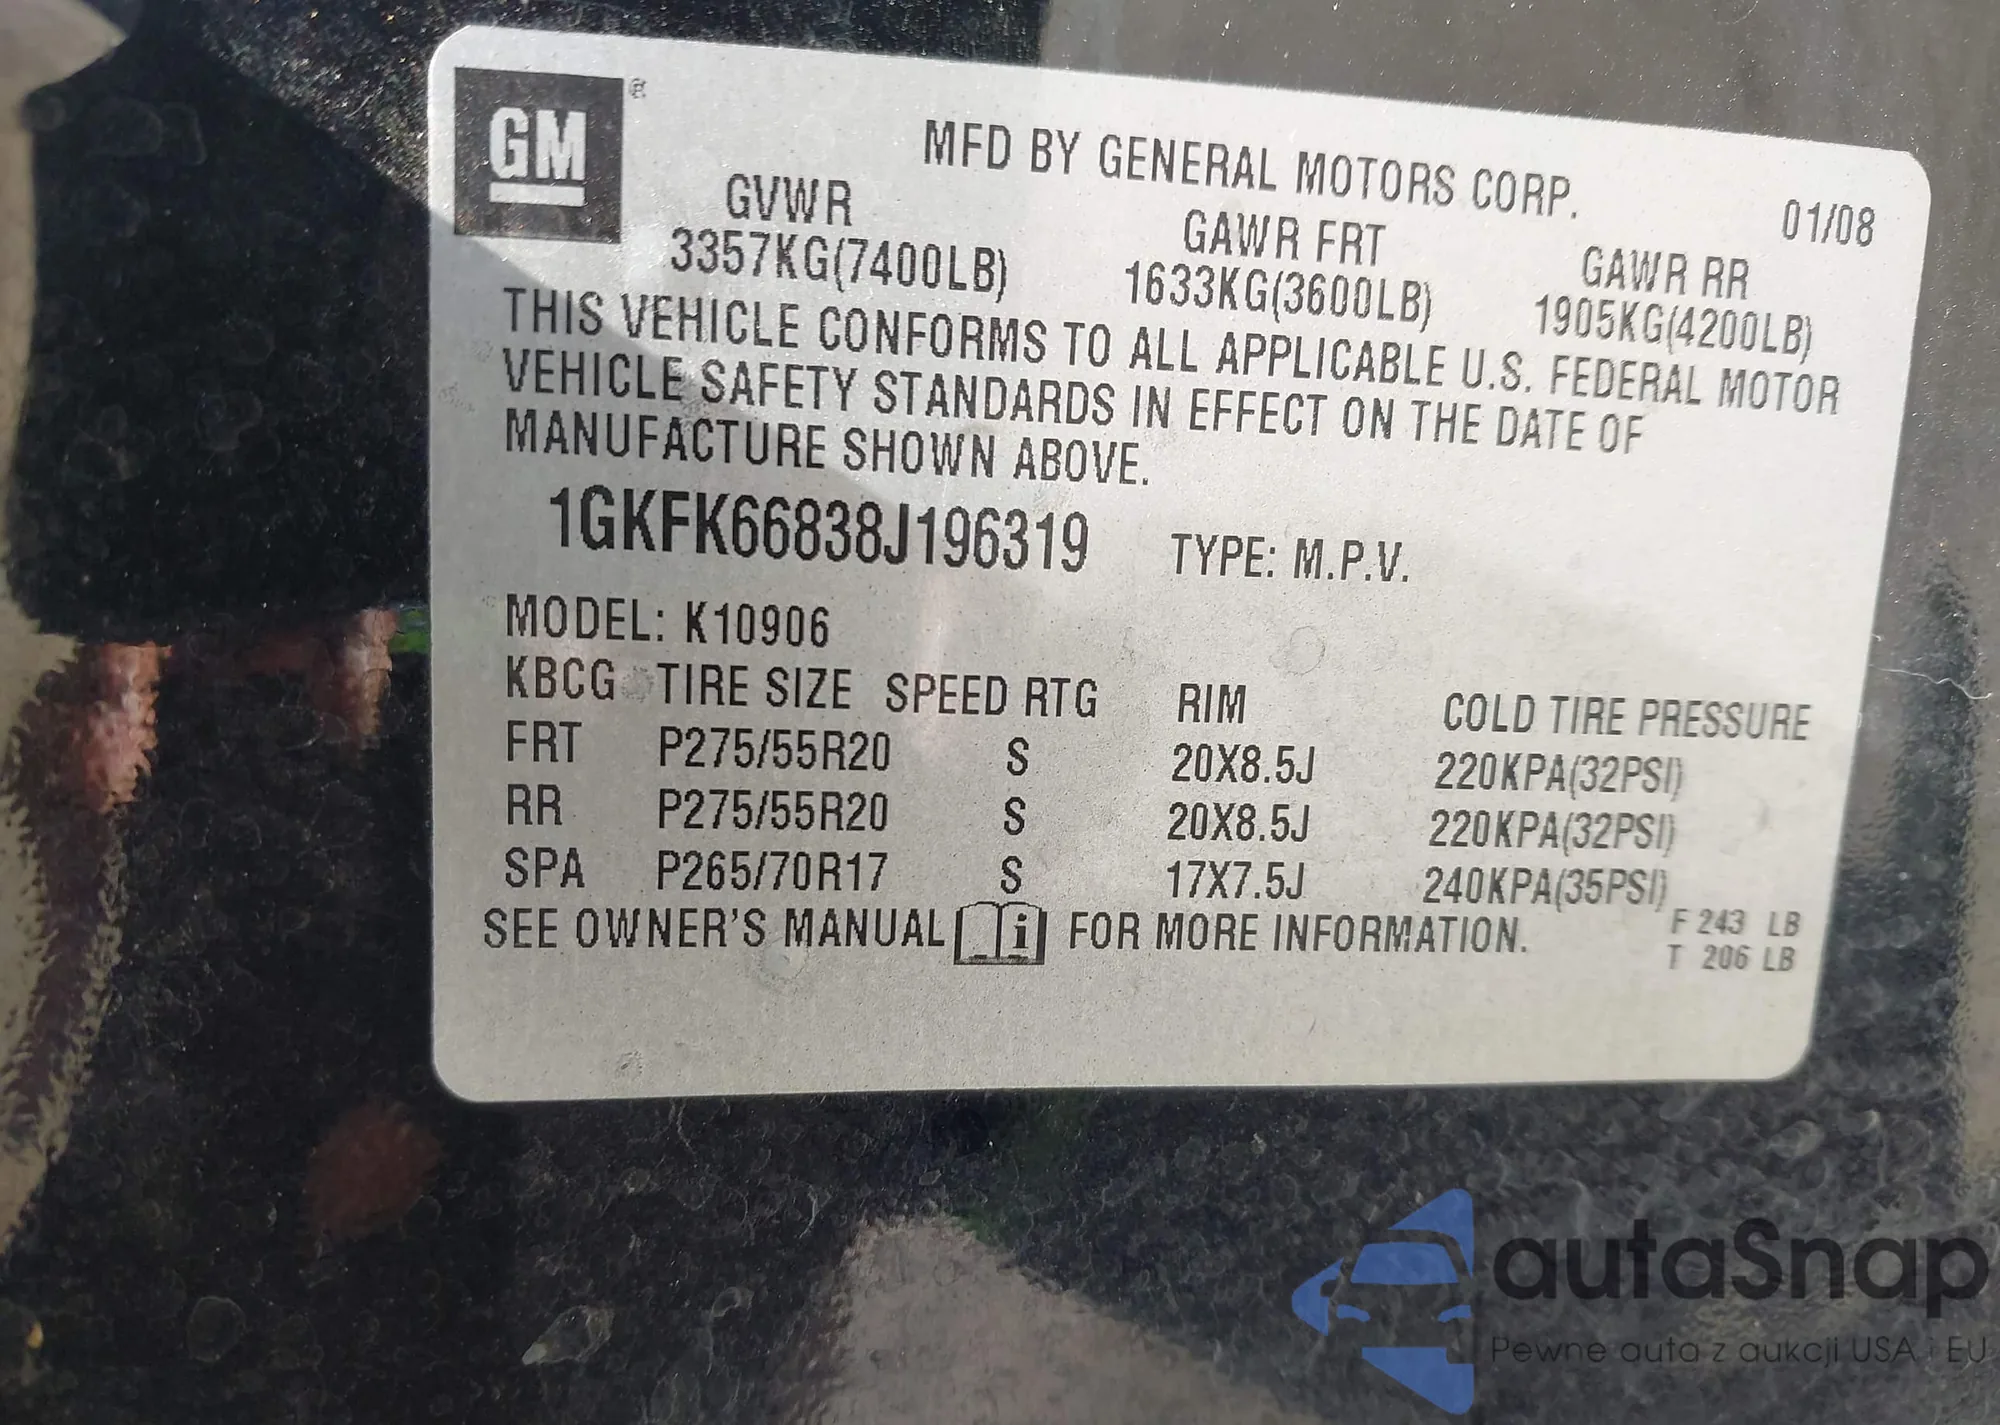 GM ®
MFD BY GENERAL MOTORS CORP.
01/08
GVWR GAWR FRT GAWR RR
3357KG(7400LB) 1633KG(3600LB) 1905KG(4200LB)
THIS VEHICLE CONFORMS TO ALL APPLICABLE U.S. FEDERAL MOTOR
VEHICLE SAFETY STANDARDS IN EFFECT ON THE DATE OF
MANUFACTURE SHOWN ABOVE.
1GKFK66838J196319 TYPE: M.P.V.
MODEL: K10906
KBCG TIRE SIZE SPEED RTG RIM COLD TIRE PRESSURE
FRT P275/55R20 S 20X8.5J 220KPA(32PSI)
RR P275/55R20 S 20X8.5J 220KPA(32PSI)
SPA P265/70R17 S 17X7.5J 240KPA(35PSI)
SEE OWNER'S MANUAL i FOR MORE INFORMATION.
F 243 LB
T 206 LB
autaSnap
Pewne auta z aukcji USA i EU